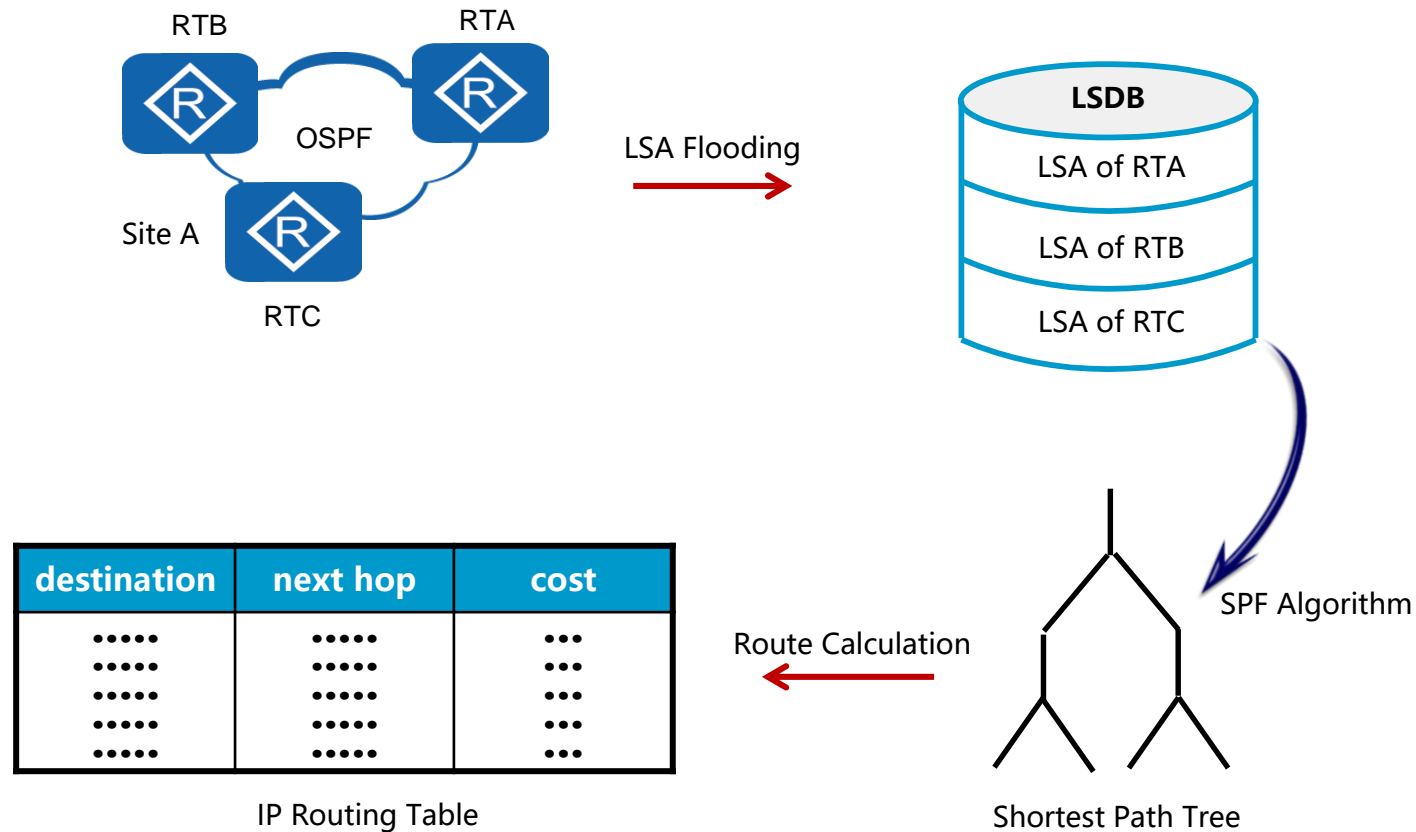 RTB
RTA
R
R
OSPF
R
Site A
RTC
LSA Flooding
LSDB
LSA of RTA
LSA of RTB
LSA of RTC
SPF Algorithm
Shortest Path Tree
Route Calculation
destination next hop cost
••••• ••••• •••
••••• ••••• •••
••••• ••••• •••
••••• ••••• •••
••••• ••••• •••
IP Routing Table